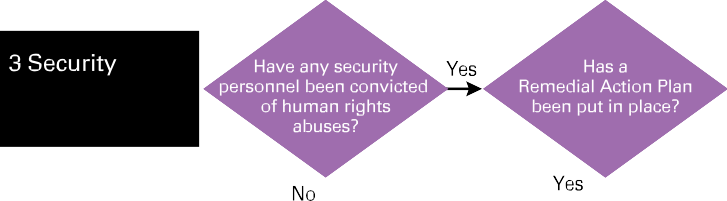 3 Security
Have any security
personnel been convicted
of human rights
abuses?
Yes
Has a
Remedial Action Plan
been put in place?
No
Yes